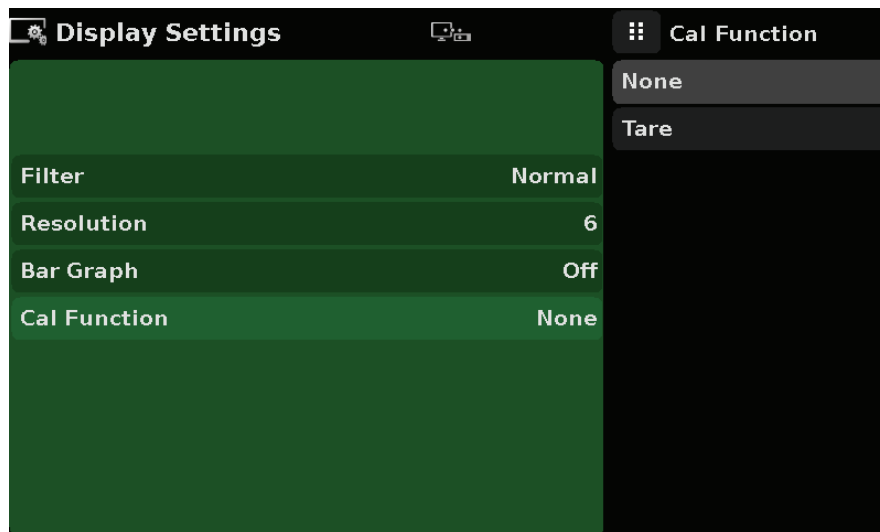 Display Settings
Cal Function
None
Tare
Filter Normal
Resolution 6
Bar Graph Off
Cal Function None